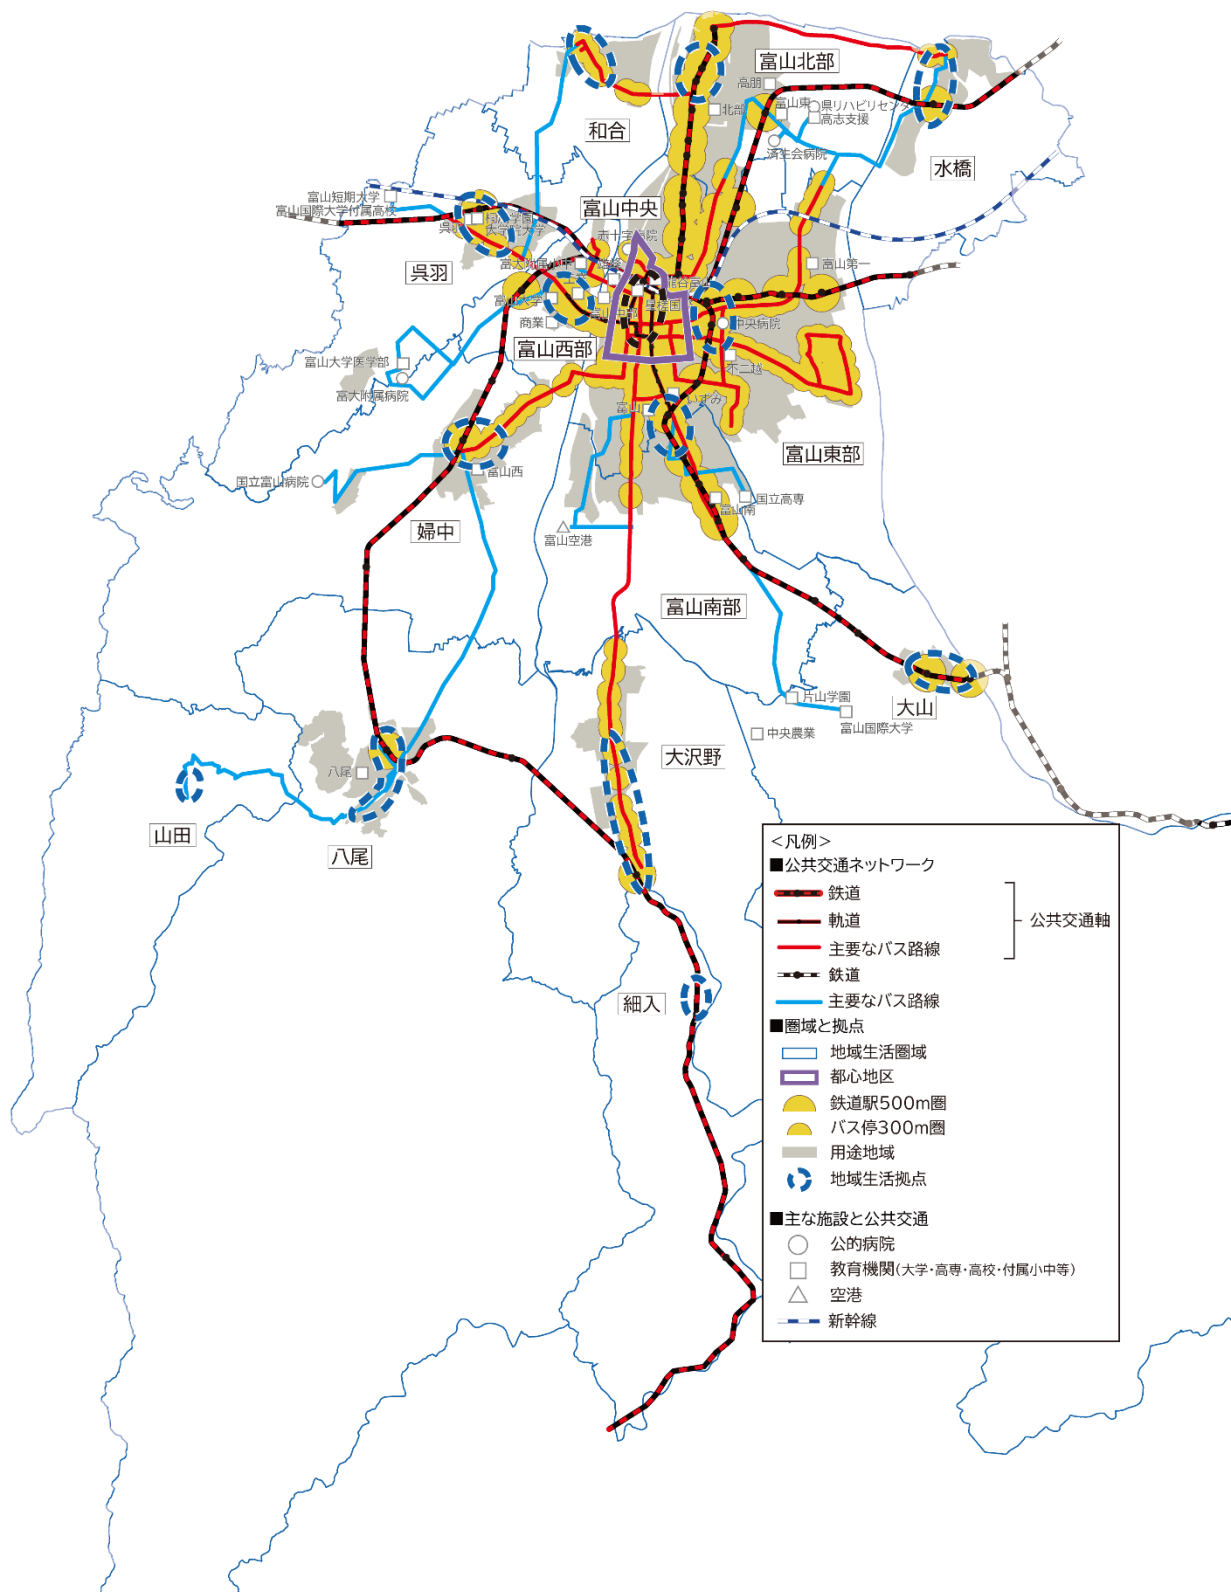 富山北部
高朋
富山東
県リハビリセンター
高志支援
北部
済生会病院
水橋
和合
富山短期大学
富山国際大学付属高校
富山中央
赤十字病院
呉羽
富山第一
富山大学
商業
富山中部
中央病院
富山西部
不二越
富山大学医学部
富大附属病院
富山
いずみ
富山東部
国立富山病院
富山西
国立高専
富山南
婦中
富山空港
富山南部
片山学園
富山国際大学
大山
中央農業
大沢野
八尾
山田
八尾
細入
<凡例>
■公共交通ネットワーク
鉄道
軌道
主要なバス路線
公共交通軸
鉄道
主要なバス路線
■圏域と拠点
地域生活圏域
都心地区
鉄道駅500m圏
バス停300m圏
用途地域
地域生活拠点
■主な施設と公共交通
公的病院
教育機関(大学・高専・高校・付属小中等)
空港
新幹線